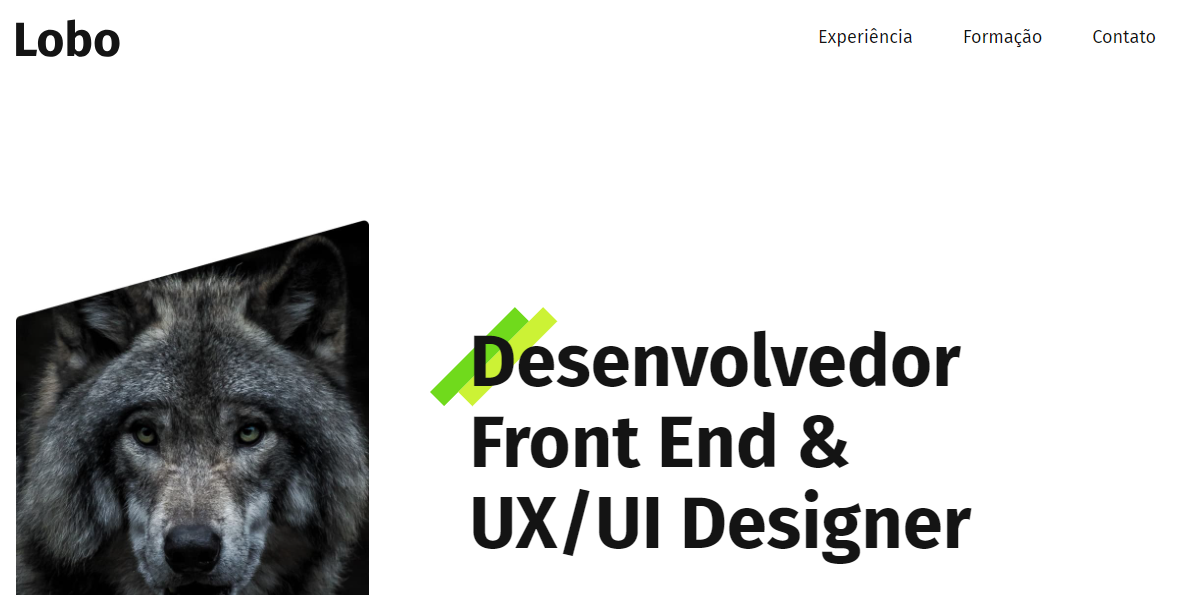 Lobo
Experiência Formação Contato
Desenvolvedor
Front End &
UX/UI Designer